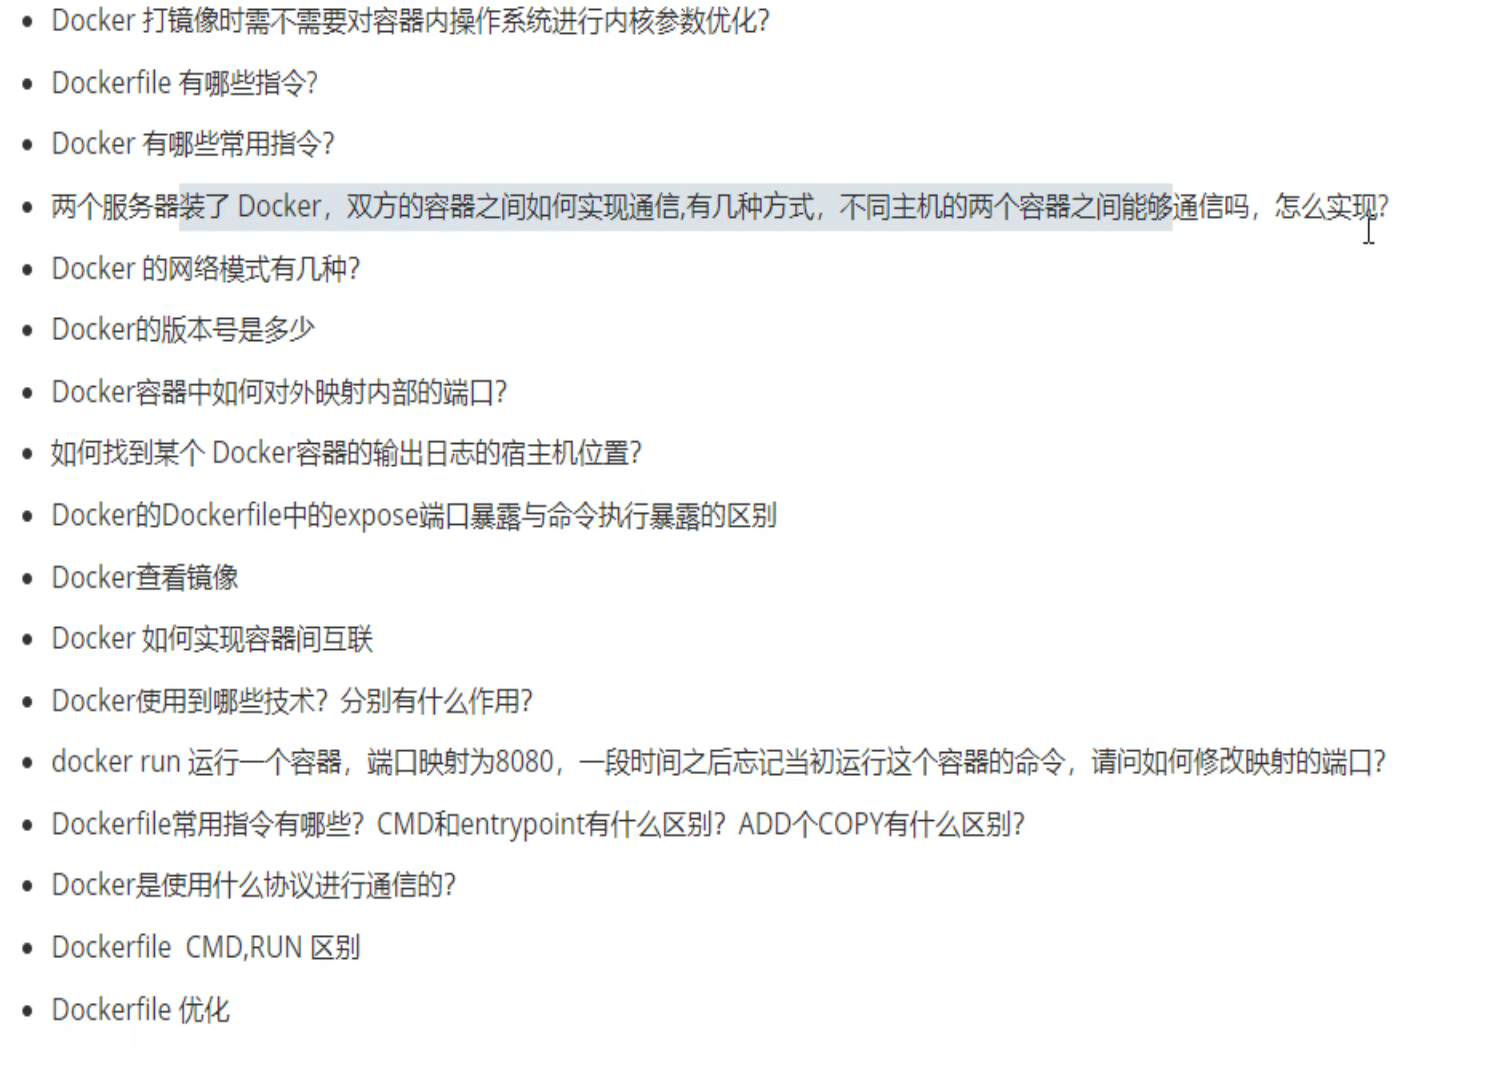 Docker 打镜像时需不需要对容器内操作系统进行内核参数优化?
Dockerfile 有哪些指令?
Docker 有哪些常用指令?
两个服务器装了 Docker，双方的容器之间如何实现通信,有几种方式，不同主机的两个容器之间能够通信吗，怎么实现?
Docker 的网络模式有几种?
Docker的版本号是多少
Docker容器中如何对外映射内部的端口?
如何找到某个 Docker容器的输出日志的宿主机位置?
Docker的Dockerfile中的expose端口暴露与命令执行暴露的区别
Docker查看镜像
Docker 如何实现容器间互联
Docker使用到哪些技术? 分别有什么作用?
docker run 运行一个容器，端口映射为8080，一段时间之后忘记当初运行这个容器的命令，请问如何修改映射的端口?
Dockerfile常用指令有哪些? CMD和entrypoint有什么区别? ADD个COPY有什么区别?
Docker是使用什么协议进行通信的?
Dockerfile CMD,RUN 区别
Dockerfile 优化